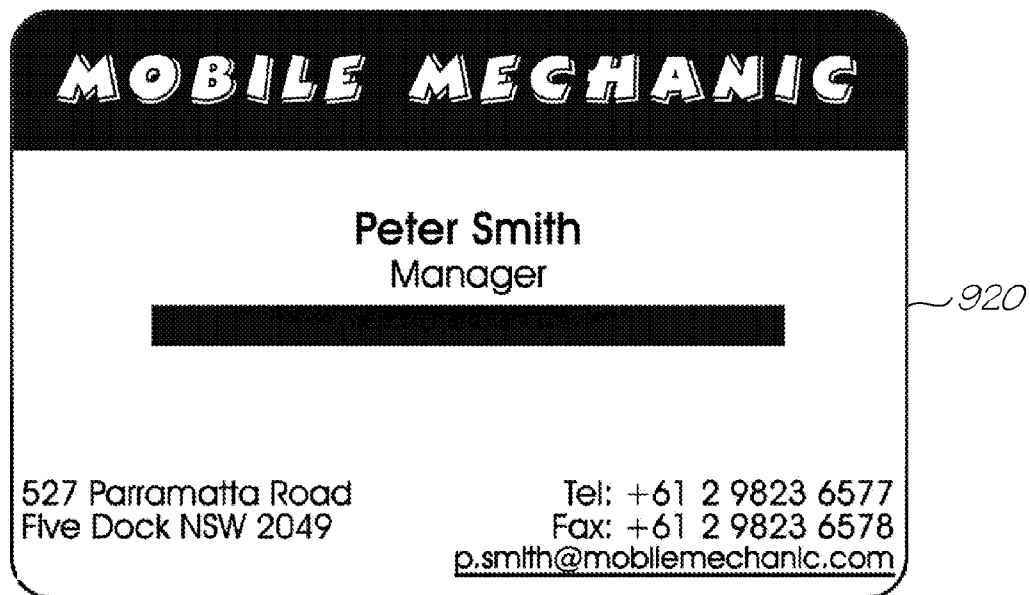 MOBILE MECHANIC
Peter Smith
Manager
920
527 Parramatta Road
Five Dock NSW 2049
Tel: +61 2 9823 6577
Fax: +61 2 9823 6578
p.smith@mobilemechanic.com